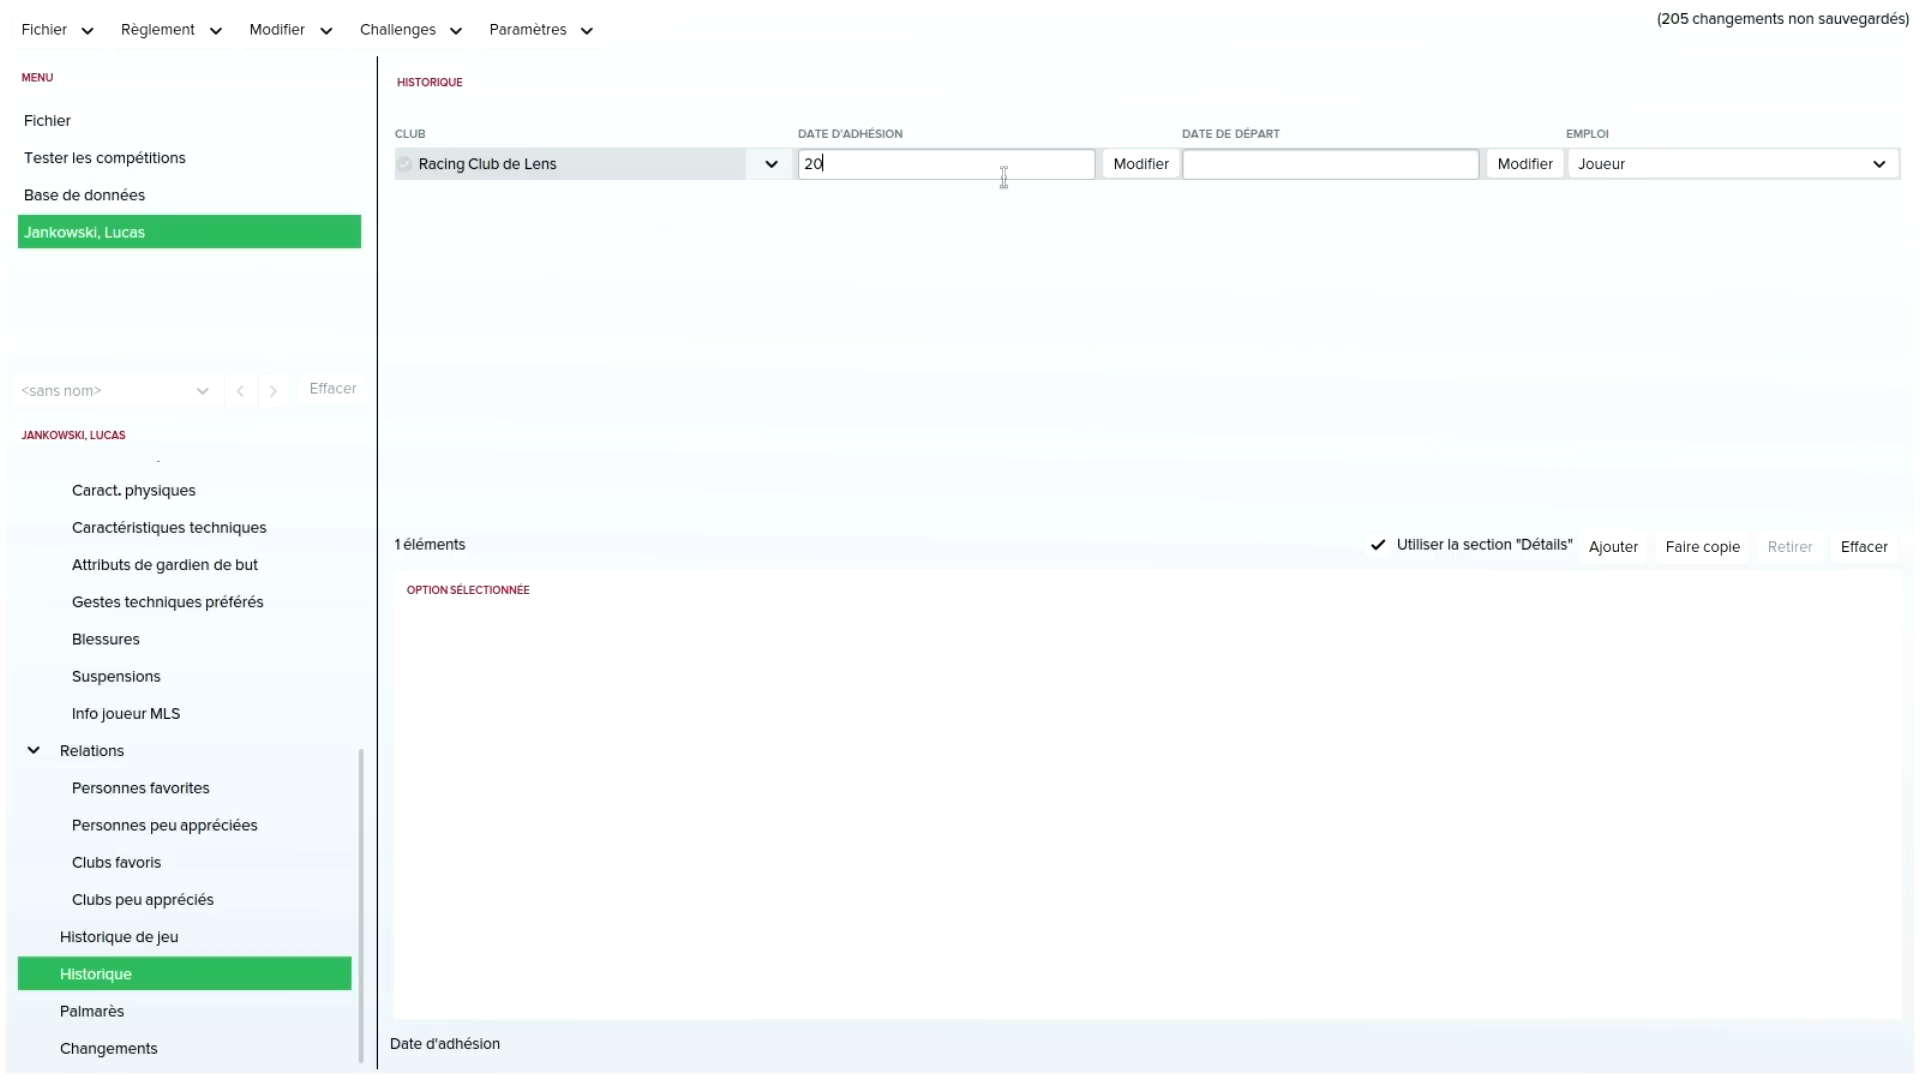 Fichier Règlement Modifier Challenges Paramètres (205 changements non sauvegardés)
MENU
Fichier
Tester les compétitions
Base de données
Jankowski, Lucas
<sans nom> Effacer
JANKOWSKI, LUCAS
Caract. physiques
Caractéristiques techniques
Attributs de gardien de but
Gestes techniques préférés
Blessures
Suspensions
Info joueur MLS
Relations
Personnes favorites
Personnes peu appréciées
Clubs favoris
Clubs peu appréciés
Historique de jeu
Historique
Palmarès
Changements
HISTORIQUE
CLUB DATE D'ADHÉSION DATE DE DÉPART EMPLOI
Racing Club de Lens 20 Modifier Modifier Joueur
1 éléments Utiliser la section "Détails" Ajouter Faire copie Retirer Effacer
OPTION SÉLECTIONNÉE
Date d'adhésion